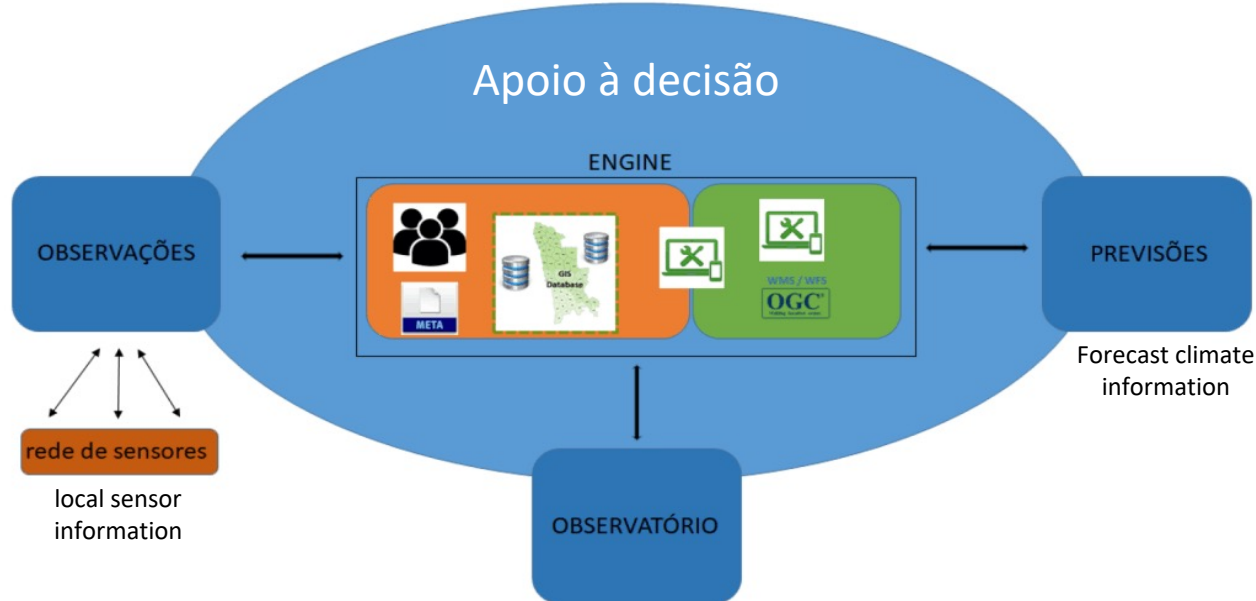 Apoio à decisão
ENGINE
OBSERVAÇÕES
GIS
Database
META
WMS / WFS
OGC®
PREVISÕES
Forecast climate
information
rede de sensores
local sensor
information
OBSERVATÓRIO